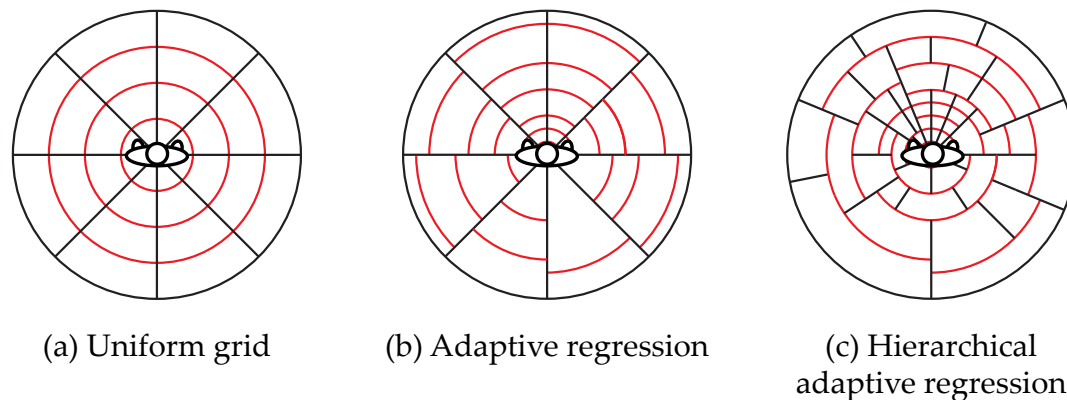 (a) Uniform grid
(b) Adaptive regression
(c) Hierarchical
adaptive regression